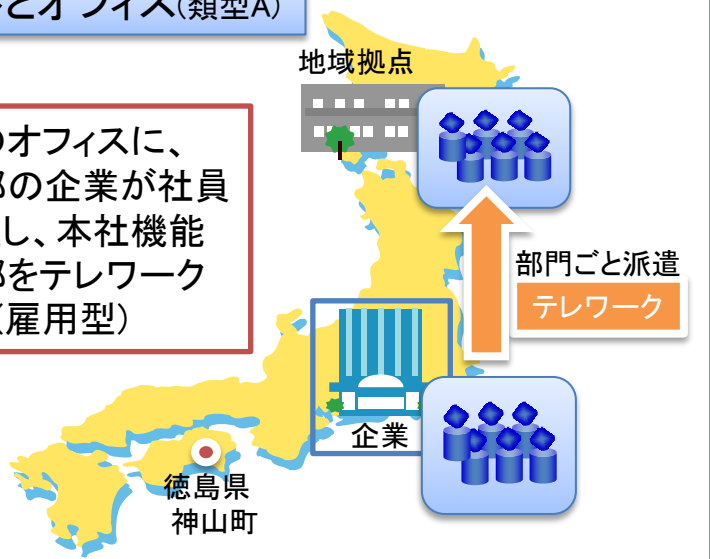 とオフィス(類型A)
地域拠点
のオフィスに、
部の企業が社員
し、本社機能
部をテレワーク
(雇用型)
部門ごと派遣
テレワーク
企業
徳島県
神山町